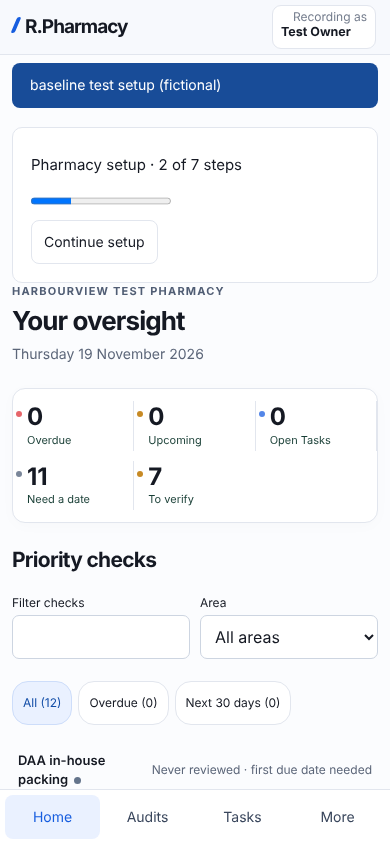 R.Pharmacy
Recording as
Test Owner
baseline test setup (fictional)
Pharmacy setup · 2 of 7 steps
Continue setup
HARBOURVIEW TEST PHARMACY
Your oversight
Thursday 19 November 2026
0
Overdue
0
Upcoming
0
Open Tasks
11
Need a date
7
To verify
Priority checks
Filter checks
Area
All areas
All (12)
Overdue (0)
Next 30 days (0)
DAA in-house
packing
Never reviewed · first due date needed
Home
Audits
Tasks
More